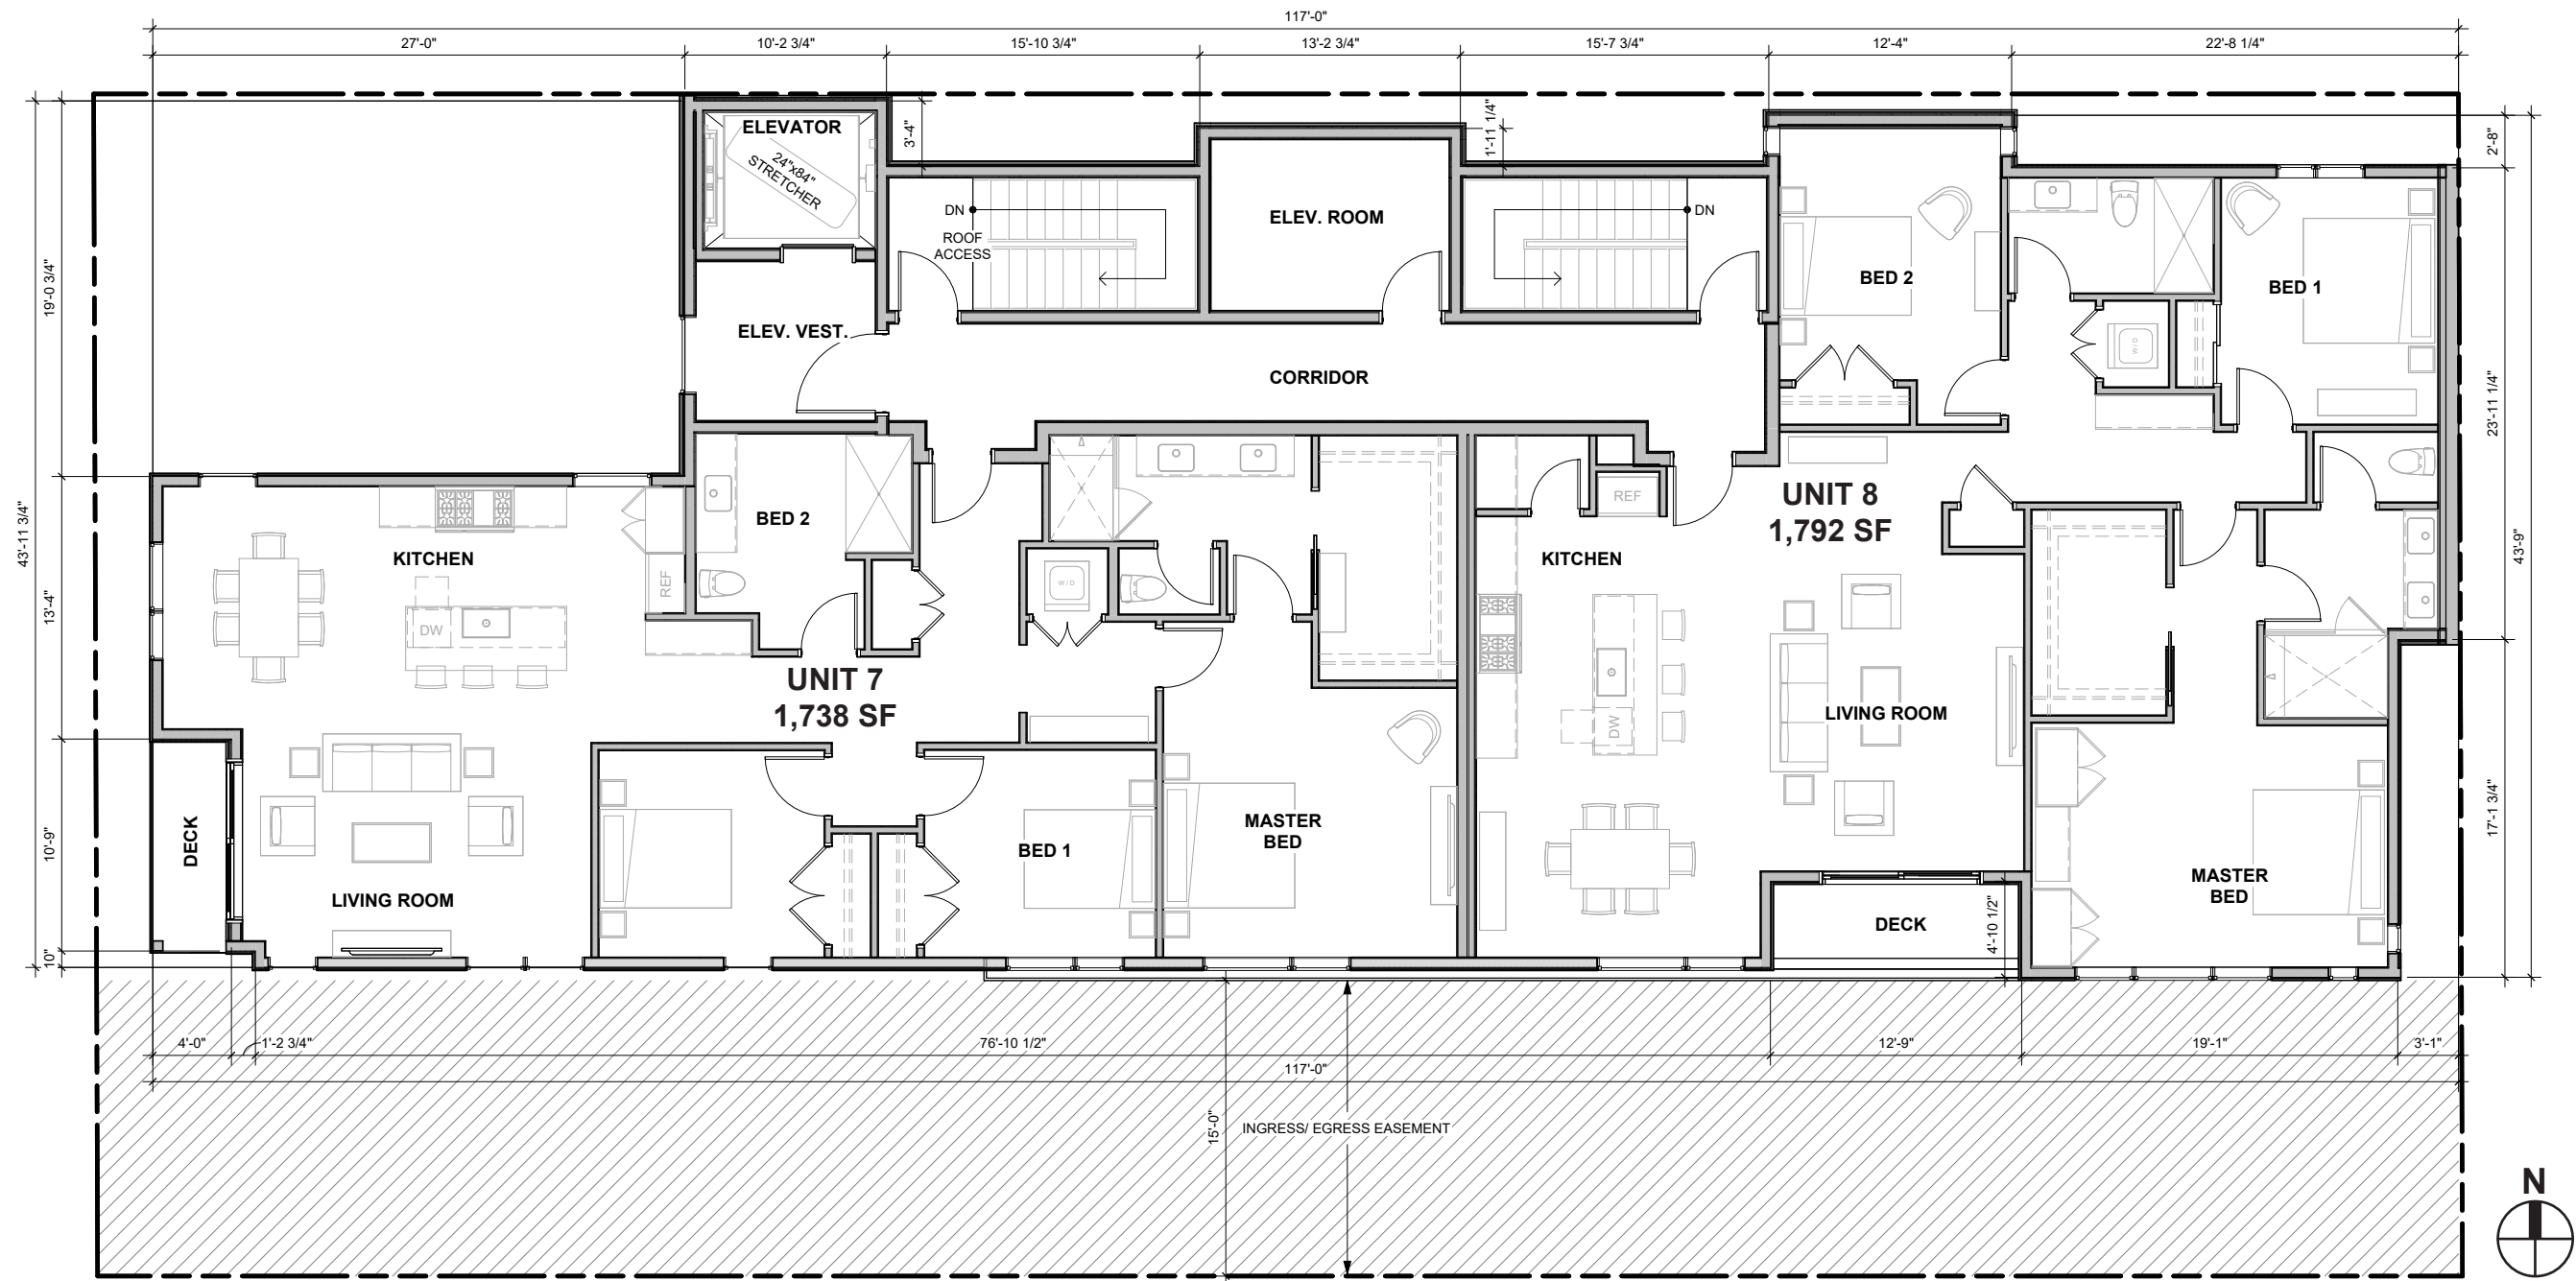 117'-0"
27'-0"
10'-2 3/4"
15'-10 3/4"
13'-2 3/4"
15'-7 3/4"
12'-4"
22'-8 1/4"
ELEVATOR
24"x84"
STRETCHER
3'-4"
1'-11 1/4"
2'-8"
DN
ROOF
ACCESS
ELEV. ROOM
DN
BED 2
BED 1
19'-0 3/4"
ELEV. VEST.
W/D
CORRIDOR
23'-11 1/4"
43'-11 3/4"
43'-9"
KITCHEN
BED 2
REF
UNIT 8
1,792 SF
KITCHEN
REF
W/D
13'-4"
DW
UNIT 7
1,738 SF
LIVING ROOM
DW
DECK
10'-9"
LIVING ROOM
BED 1
MASTER
BED
17'-1 3/4"
MASTER
BED
DECK
4'-10 1/2"
10"
4'-0"
1'-2 3/4"
76'-10 1/2"
12'-9"
19'-1"
3'-1"
117'-0"
15'-0"
INGRESS/ EGRESS EASEMENT
N